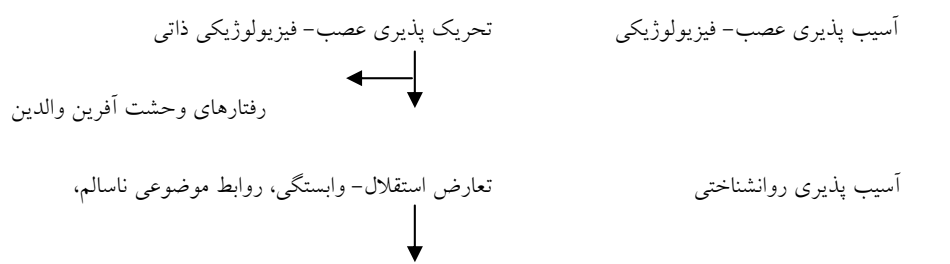 آسیب پذیری عصب- فیزیولوژیکی تحریک پذیری عصب- فیزیولوژیکی ذاتی
رفتارهای وحشت آفرین والدین
آسیب پذیری روانشناختی تعارض استقلال- وابستگی، روابط موضوعی ناسالم،